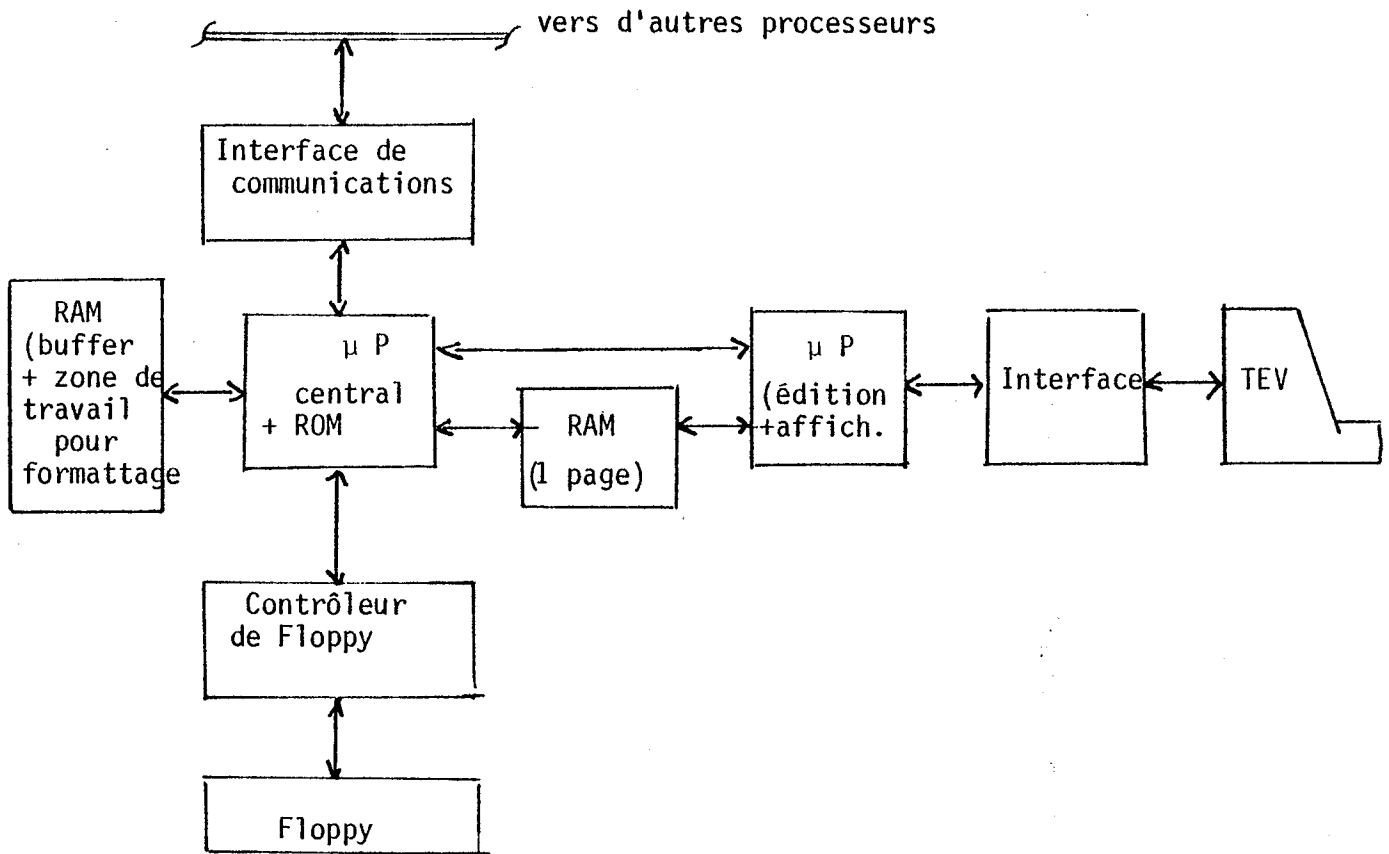 vers d'autres processeurs
Interface de
communications
RAM
(buffer
+ zone de
travail
pour
formattage
µ P
central
+ ROM
RAM
(1 page)
µ P
(édition
+affich.
Interface
TEV
Contrôleur
de Floppy
Floppy